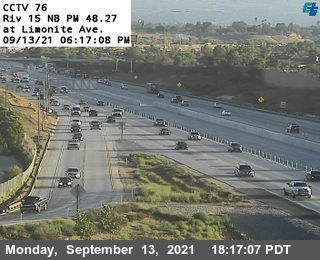 CCTV 76
Riv 15 NB PM 48.27
at Limonite Ave.
09/13/21 06:17:08 PM
Monday, September 13, 2021 18:17:07 PDT